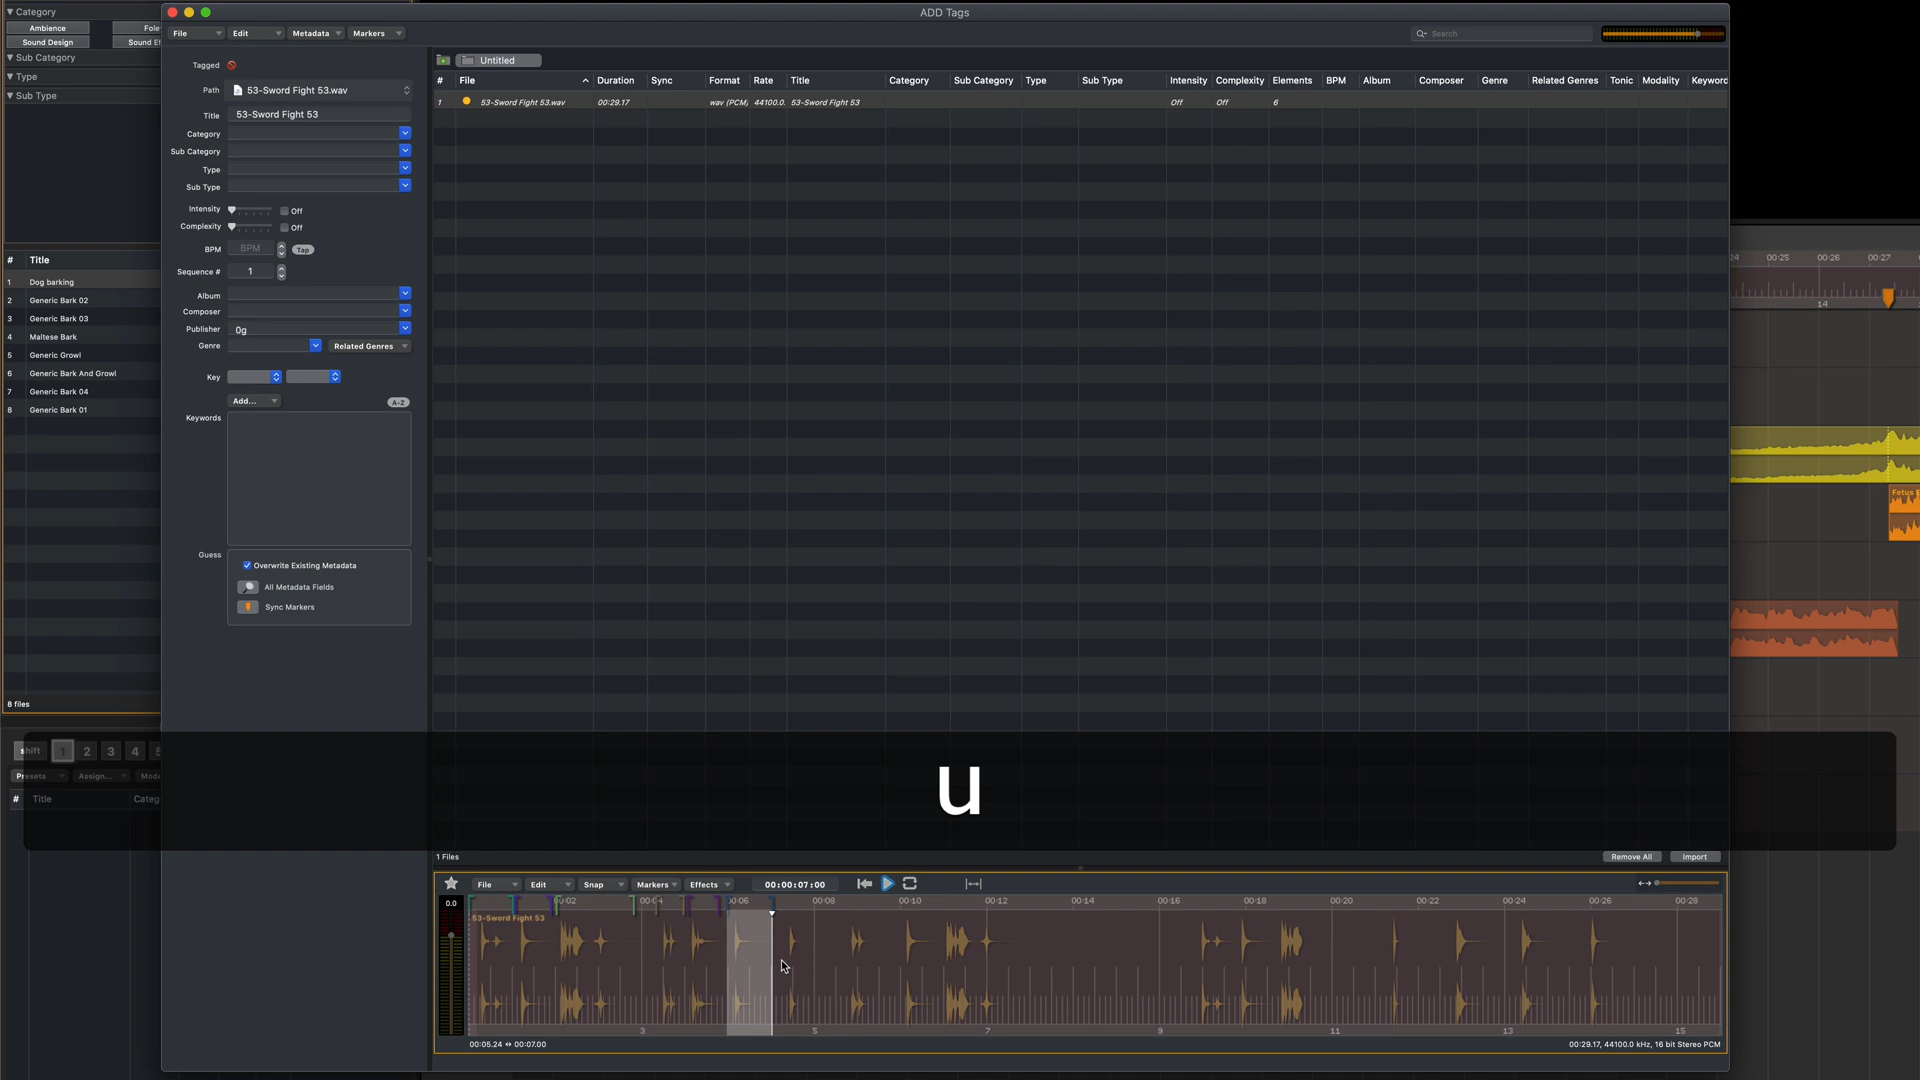 ADD Tags
Category
Ambience
Sound Design
Sub Category
Type
Sub Type
# Title
1 Dog barking
2 Generic Bark 02
3 Generic Bark 03
4 Maltese Bark
5 Generic Growl
6 Generic Bark And Growl
7 Generic Bark 04
8 Generic Bark 01
8 files
shift 1 2 3 4 5
Presets Assign...
# Title
File Edit Metadata Markers
Search
Tagged
Path 53-Sword Fight 53.wav
Title 53-Sword Fight 53
Category
Sub Category
Type
Sub Type
Intensity Off
Complexity Off
BPM BPM Tap
Sequence # 1
Album
Composer
Publisher 0g
Genre Related Genres
Key
Add... A-Z
Keywords
Guess
Overwrite Existing Metadata
All Metadata Fields
Sync Markers
Untitled
# File Duration Sync Format Rate Title Category Sub Category Type Sub Type Intensity Complexity Elements BPM Album Composer Genre Related Genres Tonic Modality
1 53-Sword Fight 53.wav 00:29.17 wav (PCM, 44100.0. 53-Sword Fight 53 Off Off 6
u
1 Files
Remove All Import
File Edit Snap Markers Effects 00:00:07:00
0.0
00:08 00:10 00:12 00:14 00:16 00:18 00:20 00:22 00:24 00:26 00:28
53-Sword Fight 53
3 5 7 9 11 13 15
00:05.24 ↔ 00:07.00
00:29.17, 44100.0 kHz, 16 bit Stereo PCM
00:25 00:26 00:27
14